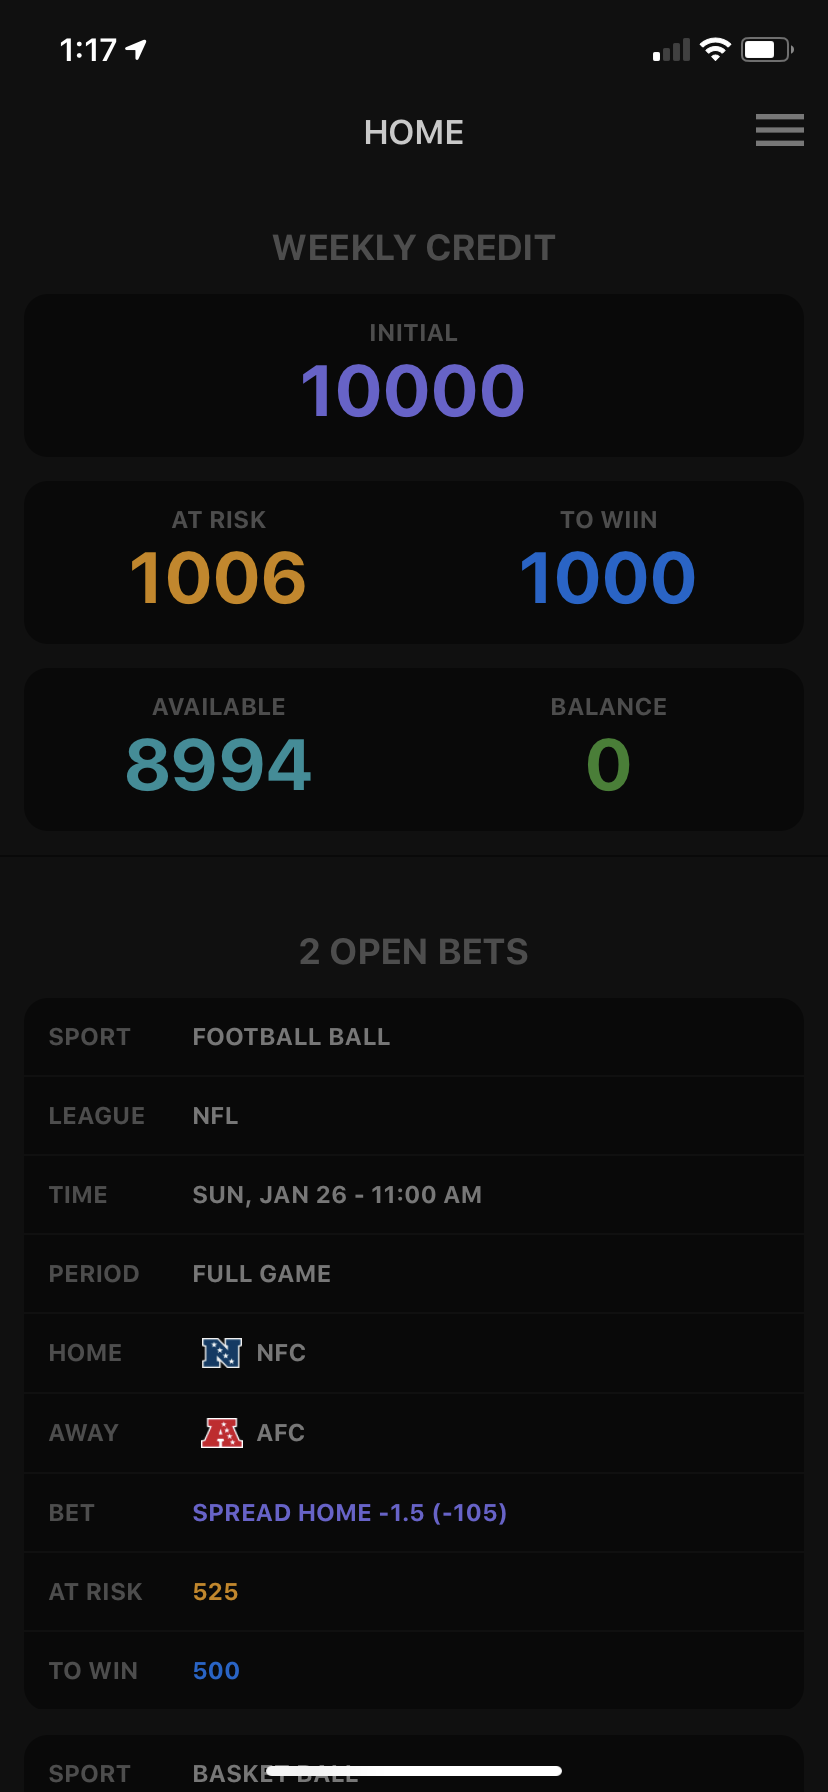 1:17
HOME
WEEKLY CREDIT
INITIAL
10000
AT RISK
TO WIIN
1006
1000
AVAILABLE
BALANCE
8994
0
2 OPEN BETS
SPORT FOOTBALL BALL
LEAGUE NFL
TIME SUN, JAN 26 - 11:00 AM
PERIOD FULL GAME
HOME N NFC
AWAY A AFC
BET SPREAD HOME -1.5 (-105)
AT RISK 525
TO WIN 500
SPORT BASKET BALL